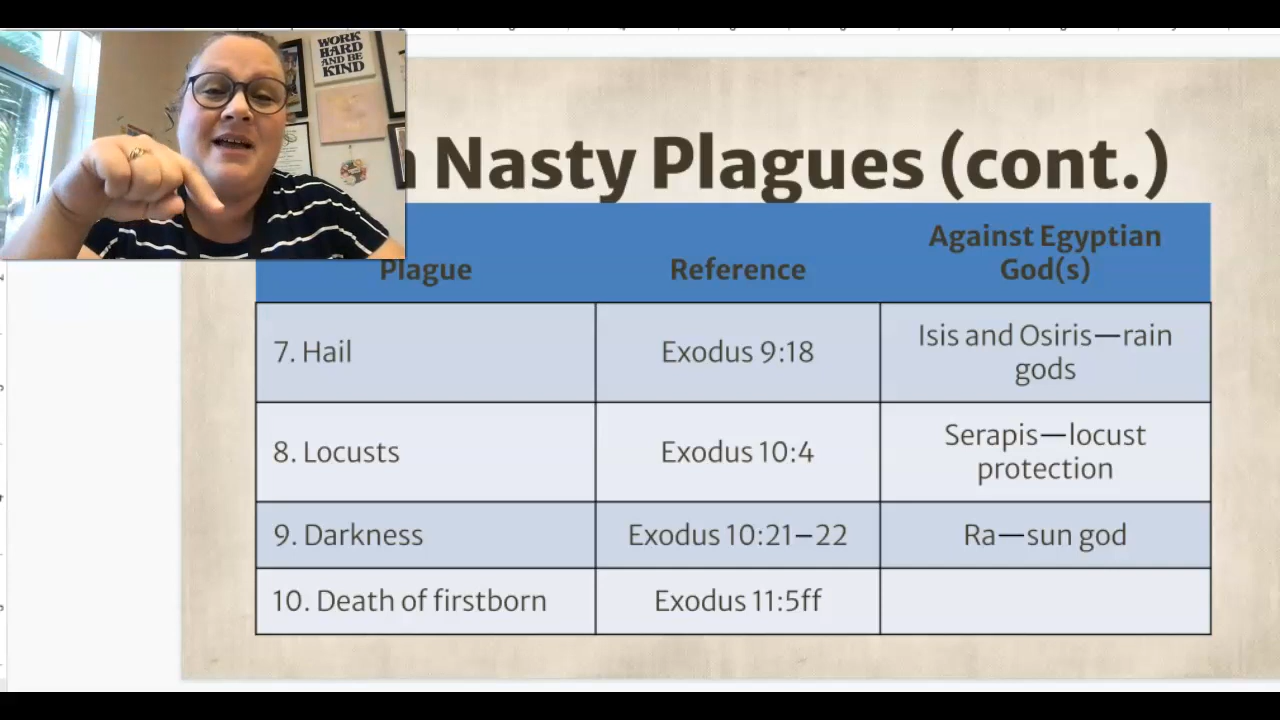 WORK
HARD
AND BE
KIND
Nasty Plagues (cont.)
Plague
Reference
Against Egyptian
God(s)
7. Hail
Exodus 9:18
Isis and Osiris—rain
gods
8. Locusts
Exodus 10:4
Serapis—locust
protection
9. Darkness
Exodus 10:21–22
Ra—sun god
10. Death of firstborn
Exodus 11:5ff